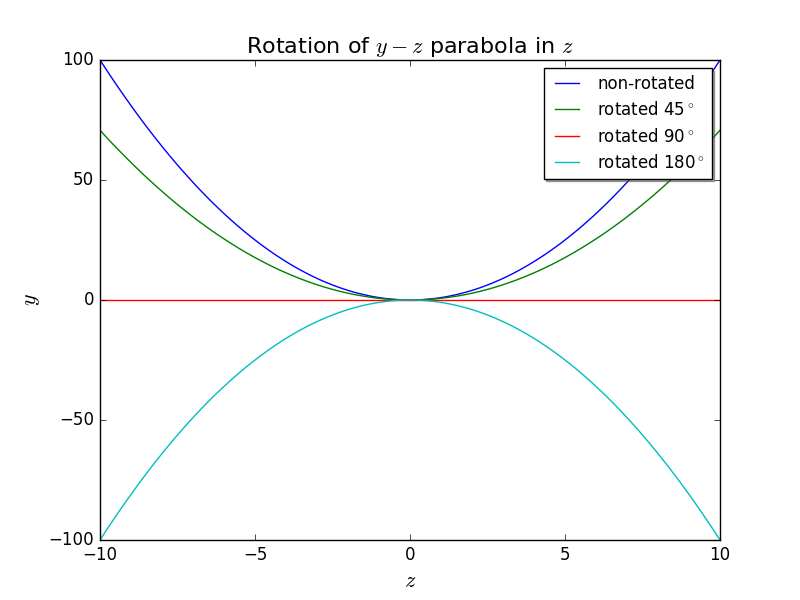 Rotation of y − z parabola in z
non-rotated
rotated 45°
rotated 90°
rotated 180°
100
50
0
−50
−100
y
−10 −5 0 5 10
z